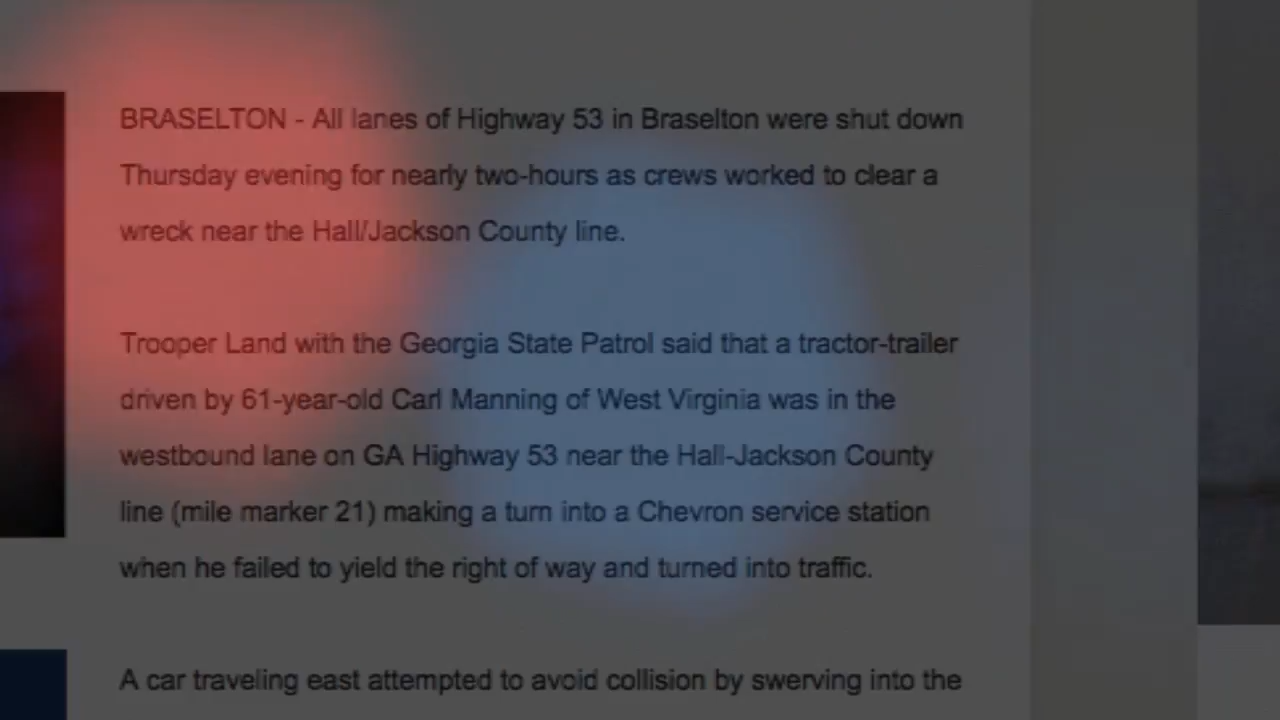 BRASELTON - All lanes of Highway 53 in Braselton were shut down
Thursday evening for nearly two-hours as crews worked to clear a
wreck near the Hall/Jackson County line.
Trooper Land with the Georgia State Patrol said that a tractor-trailer
driven by 61-year-old Carl Manning of West Virginia was in the
westbound lane on GA Highway 53 near the Hall-Jackson County
line (mile marker 21) making a turn into a Chevron service station
when he failed to yield the right of way and turned into traffic.
A car traveling east attempted to avoid collision by swerving into the